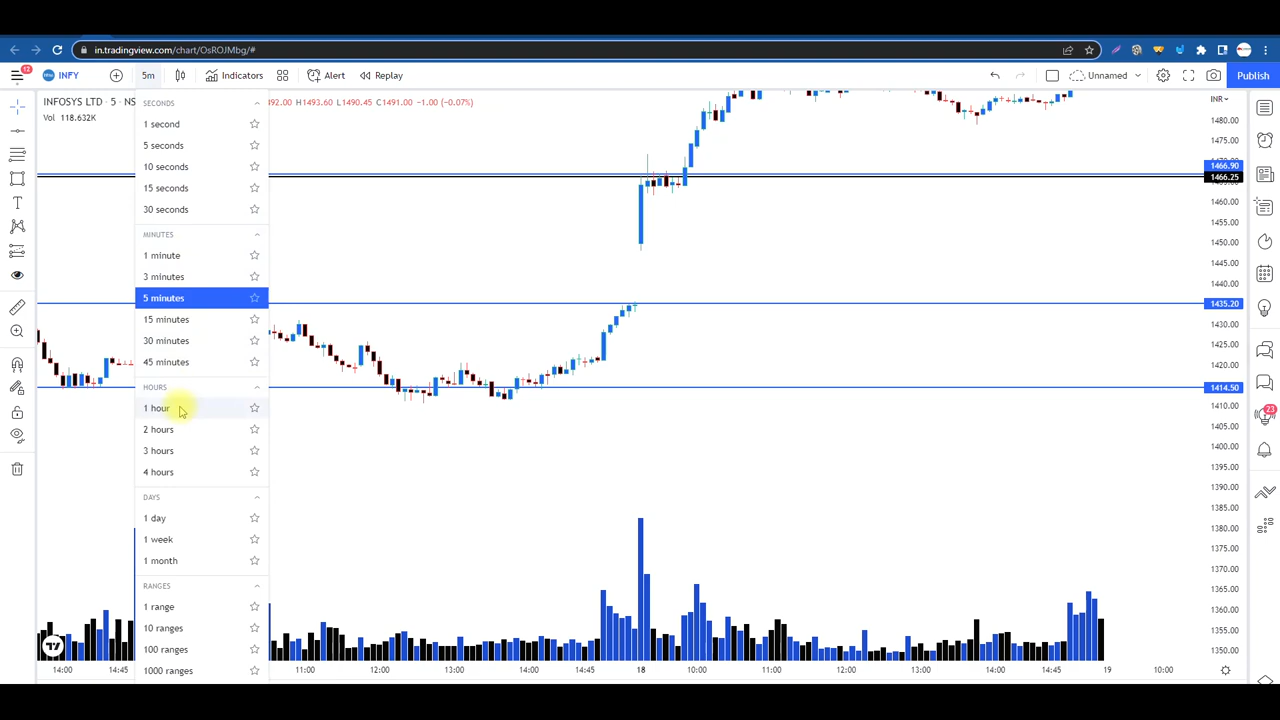 in.tradingview.com/chart/OsROJMbg/#
12 INFY 5m Indicators Alert Replay Unnamed Publish
INFOSYS LTD · 5 · NS
Vol 118.632K
H1493.60 L1490.45 C1491.00 −1.00 (−0.07%)
SECONDS
1 second
5 seconds
10 seconds
15 seconds
30 seconds
MINUTES
1 minute
3 minutes
5 minutes
15 minutes
30 minutes
45 minutes
HOURS
1 hour
2 hours
3 hours
4 hours
DAYS
1 day
1 week
1 month
RANGES
1 range
10 ranges
100 ranges
1000 ranges
INR
1480.00
1475.00
1466.90
1466.25
1460.00
1455.00
1450.00
1445.00
1440.00
1435.20
1430.00
1425.00
1420.00
1414.50
1410.00
1405.00
1400.00
1395.00
1390.00
1385.00
1380.00
1375.00
1370.00
1365.00
1360.00
1355.00
1350.00
23
14:00 14:45 11:00 12:00 13:00 14:00 14:45 18 10:00 11:00 12:00 13:00 14:00 14:45 19 10:00